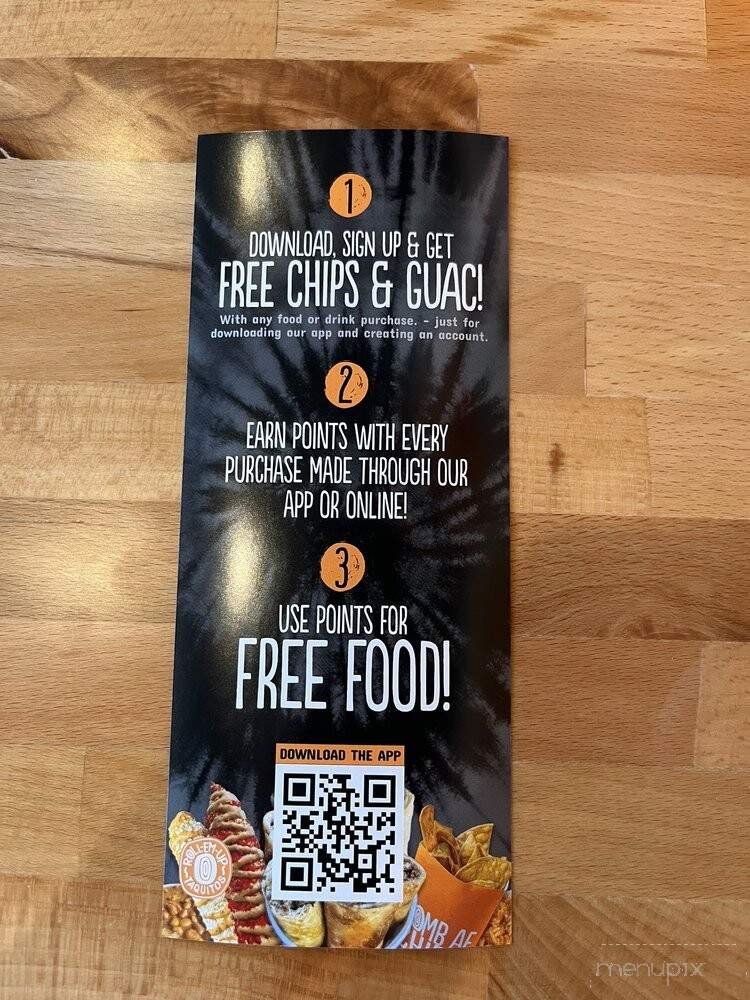 1
DOWNLOAD, SIGN UP & GET
FREE CHIPS & GUAC!
With any food or drink purchase. - just for
downloading our app and creating an account.
2
EARN POINTS WITH EVERY
PURCHASE MADE THROUGH OUR
APP OR ONLINE!
3
USE POINTS FOR
FREE FOOD!
DOWNLOAD THE APP
ROLL-EM-UP
TAQUITOS
OMB AF
menupix